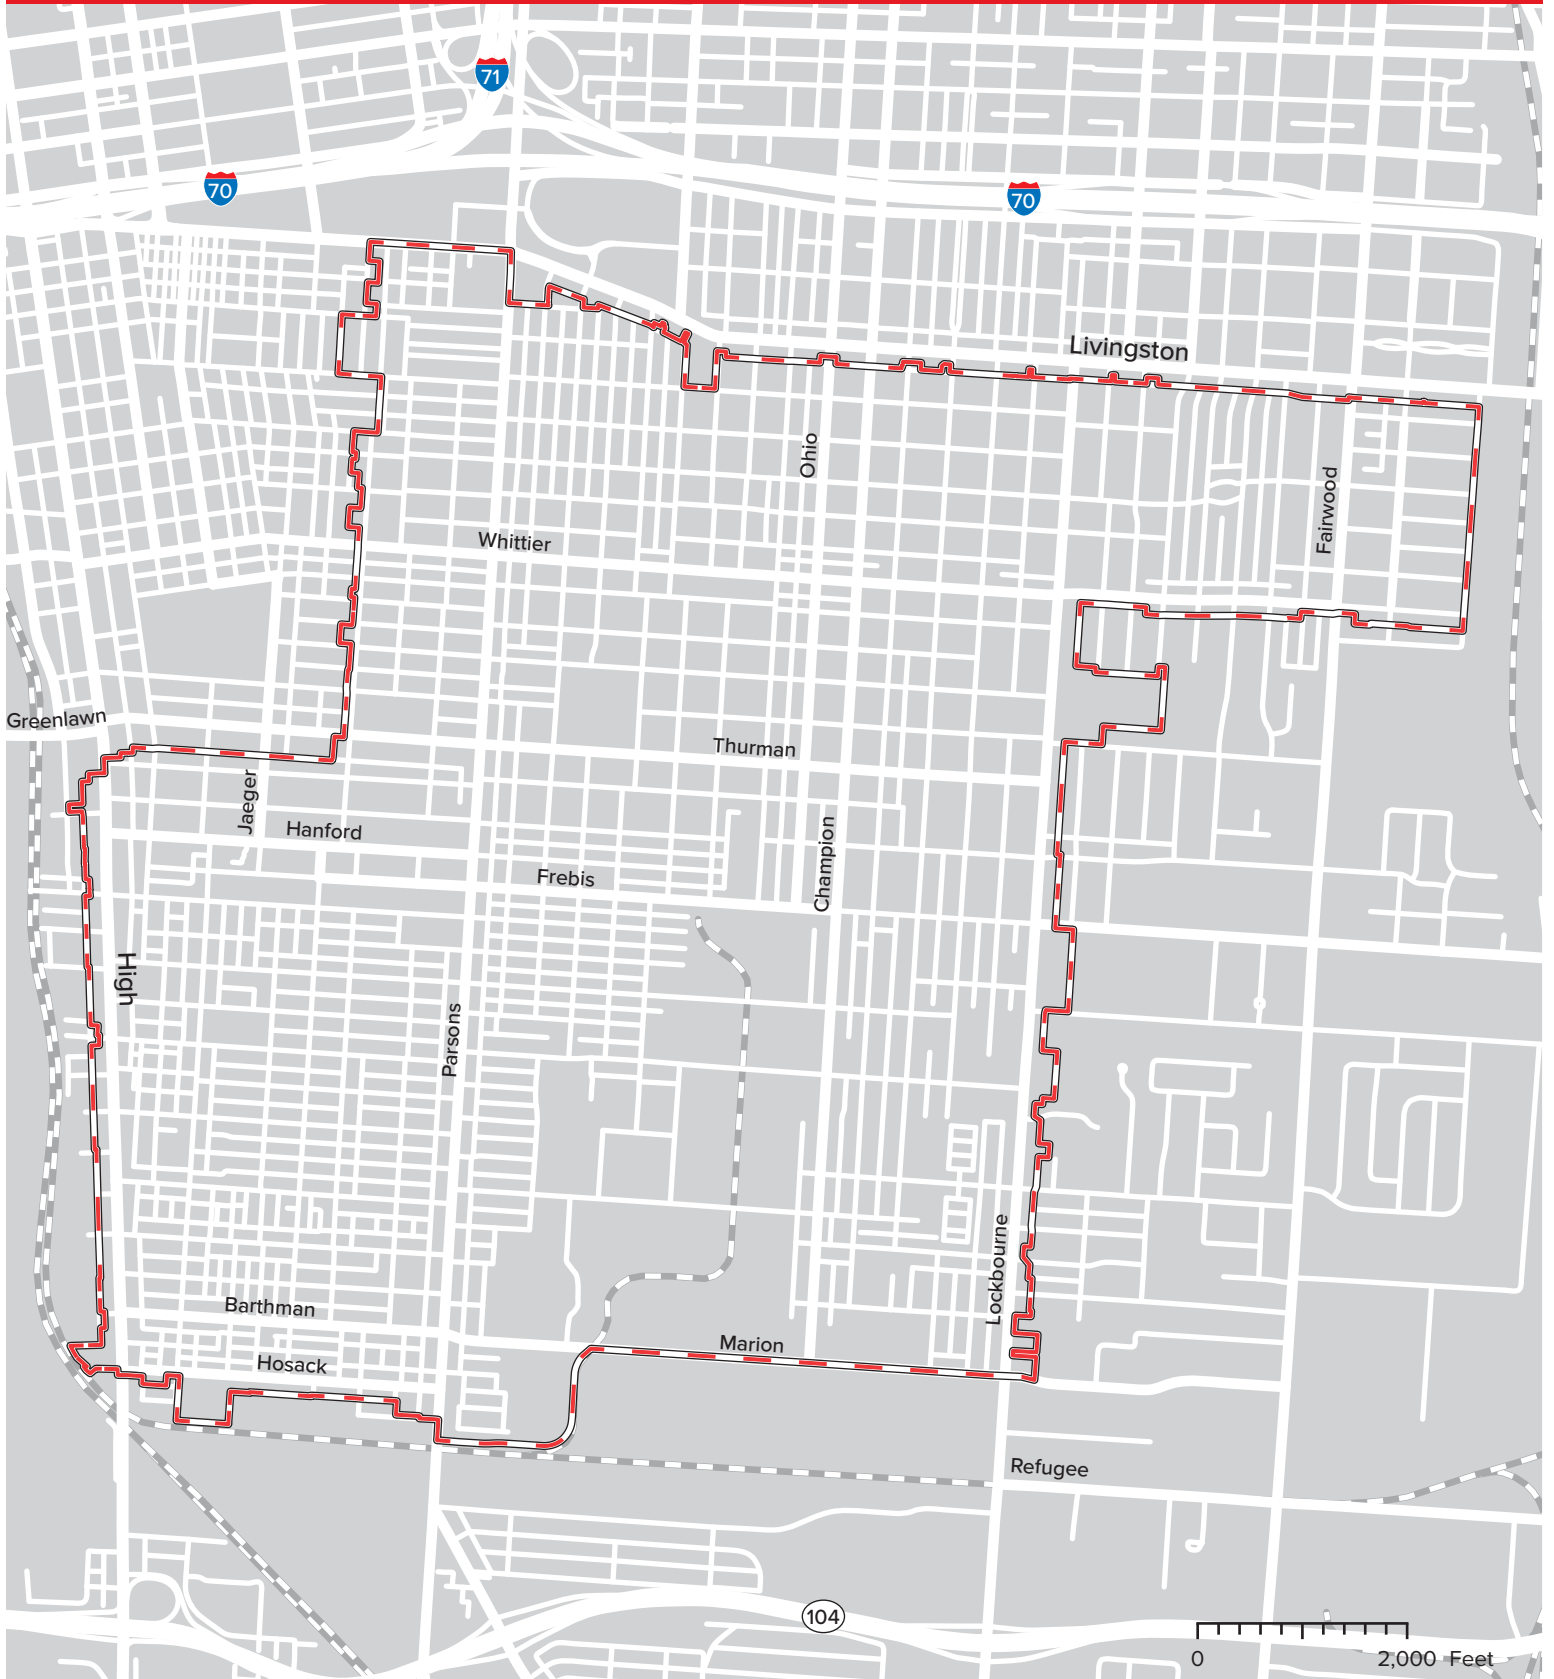 71
70
70
Livingston
Ohio
Fairwood
Whittier
Greenlawn
Thurman
Jaeger
Hanford
Champion
Frebis
High
Parsons
Lockbourne
Barthman
Marion
Hosack
Refugee
104
0 2,000 Feet